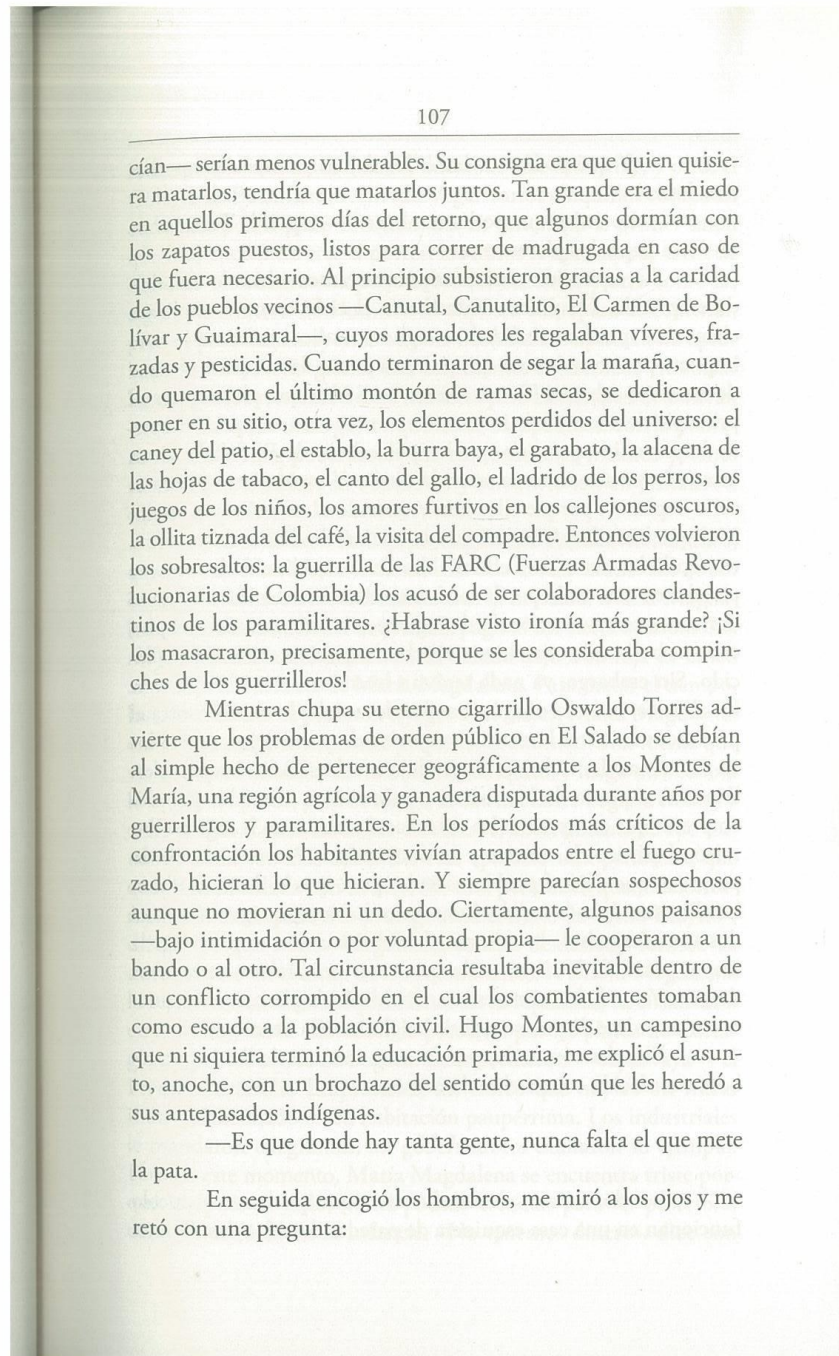 107
cían— serían menos vulnerables. Su consigna era que quien quisie-
ra matarlos, tendría que matarlos juntos. Tan grande era el miedo
en aquellos primeros días del retorno, que algunos dormían con
los zapatos puestos, listos para correr de madrugada en caso de
que fuera necesario. Al principio subsistieron gracias a la caridad
de los pueblos vecinos —Canutal, Canutalito, El Carmen de Bo-
lívar y Guaimaral—, cuyos moradores les regalaban víveres, fra-
zadas y pesticidas. Cuando terminaron de segar la maraña, cuan-
do quemaron el último montón de ramas secas, se dedicaron a
poner en su sitio, otra vez, los elementos perdidos del universo: el
caney del patio, el establo, la burra baya, el garabato, la alacena de
las hojas de tabaco, el canto del gallo, el ladrido de los perros, los
juegos de los niños, los amores furtivos en los callejones oscuros,
la ollita tiznada del café, la visita del compadre. Entonces volvieron
los sobresaltos: la guerrilla de las FARC (Fuerzas Armadas Revo-
lucionarias de Colombia) los acusó de ser colaboradores clandes-
tinos de los paramilitares. ¿Habrase visto ironía más grande? ¡Si
los masacraron, precisamente, porque se les consideraba compin-
ches de los guerrilleros!
Mientras chupa su eterno cigarrillo Oswaldo Torres ad-
vierte que los problemas de orden público en El Salado se debían
al simple hecho de pertenecer geográficamente a los Montes de
María, una región agrícola y ganadera disputada durante años por
guerrilleros y paramilitares. En los períodos más críticos de la
confrontación los habitantes vivían atrapados entre el fuego cru-
zado, hicieran lo que hicieran. Y siempre parecían sospechosos
aunque no movieran ni un dedo. Ciertamente, algunos paisanos
—bajo intimidación o por voluntad propia— le cooperaron a un
bando o al otro. Tal circunstancia resultaba inevitable dentro de
un conflicto corrompido en el cual los combatientes tomaban
como escudo a la población civil. Hugo Montes, un campesino
que ni siquiera terminó la educación primaria, me explicó el asun-
to, anoche, con un brochazo del sentido común que les heredó a
sus antepasados indígenas.
—Es que donde hay tanta gente, nunca falta el que mete
la pata.
En seguida encogió los hombros, me miró a los ojos y me
retó con una pregunta: